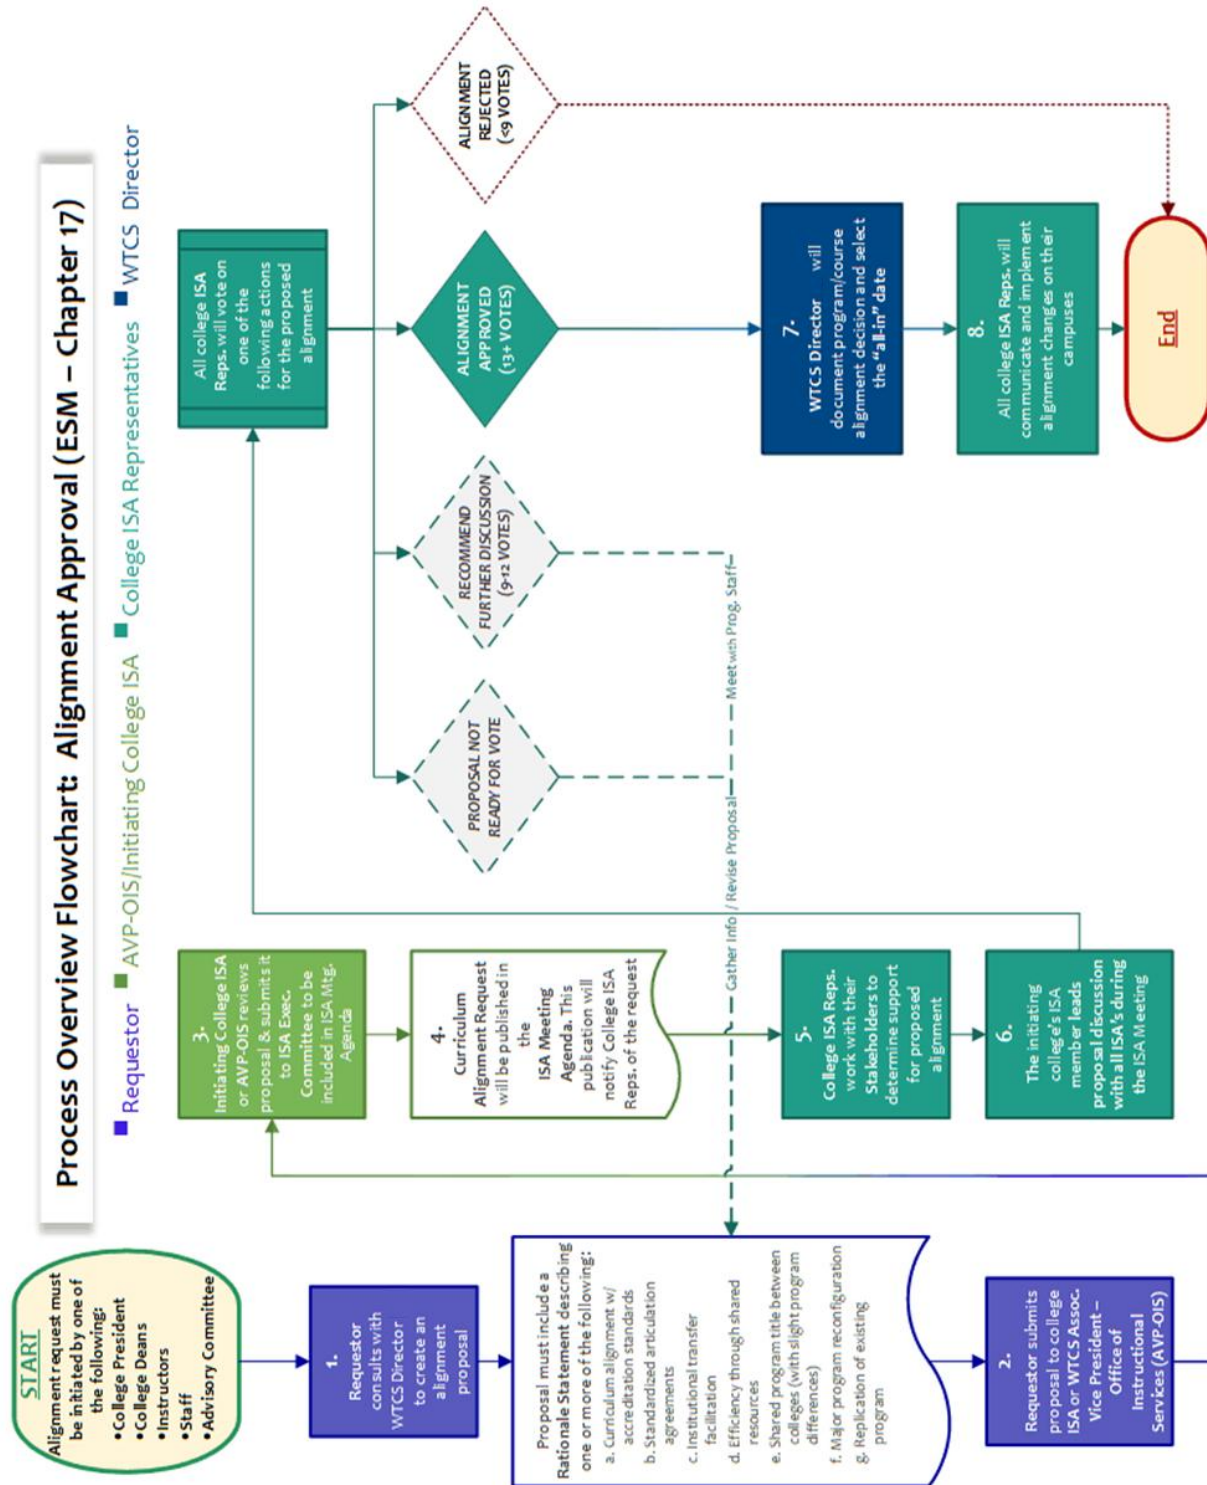 Process Overview Flowchart:  Alignment Approval (ESM – Chapter 17)
■ Requestor ■ AVP-OIS/Initiating College ISA ■ College ISA Representatives ■ WTCS Director
START
Alignment request must
be initiated by one of
the following:
•College President
•College Deans
•Instructors
•Staff
•Advisory Committee
1.
Requestor
consults with
WTCS Director
to create an
alignment
proposal
Proposal must include a
Rationale Statement describing
one or more of the following:
a. Curriculum alignment w/
accreditation standards
b. Standardized articulation
agreements
c. Institutional transfer
facilitation
d. Efficiency through shared
resources
e. Shared program title between
colleges (with slight program
differences)
f. Major program reconfiguration
g. Replication of existing
program
2.
Requestor submits
proposal to college
ISA or WTCS Assoc.
Vice President –
Office of
Instructional
Services (AVP-OIS)
3.
Initiating College ISA
or AVP-OIS reviews
proposal & submits it
to ISA Exec.
Committee to be
included in ISA Mtg.
Agenda
4.
Curriculum
Alignment Request
will be published in
the
ISA Meeting
Agenda. This
publication will
notify College ISA
Reps. of the request
5.
College ISA Reps.
work with their
Stakeholders to
determine support
for proposed
alignment
6.
The initiating
college's ISA
member leads
proposal discussion
with all ISA's during
the ISA Meeting
All college ISA
Reps. will vote on
one of the
following actions
for the proposed
alignment
PROPOSAL NOT
READY FOR VOTE
RECOMMEND
FURTHER DISCUSSION
(9-12 VOTES)
ALIGNMENT
APPROVED
(13+ VOTES)
ALIGNMENT
REJECTED
(<9 VOTES)
Gather Info / Revise Proposal
Meet with Prog. Staff
7.
WTCS Director will
document program/course
alignment decision and select
the "all-in" date
8.
All college ISA Reps. will
communicate and implement
alignment changes on their
campuses
End